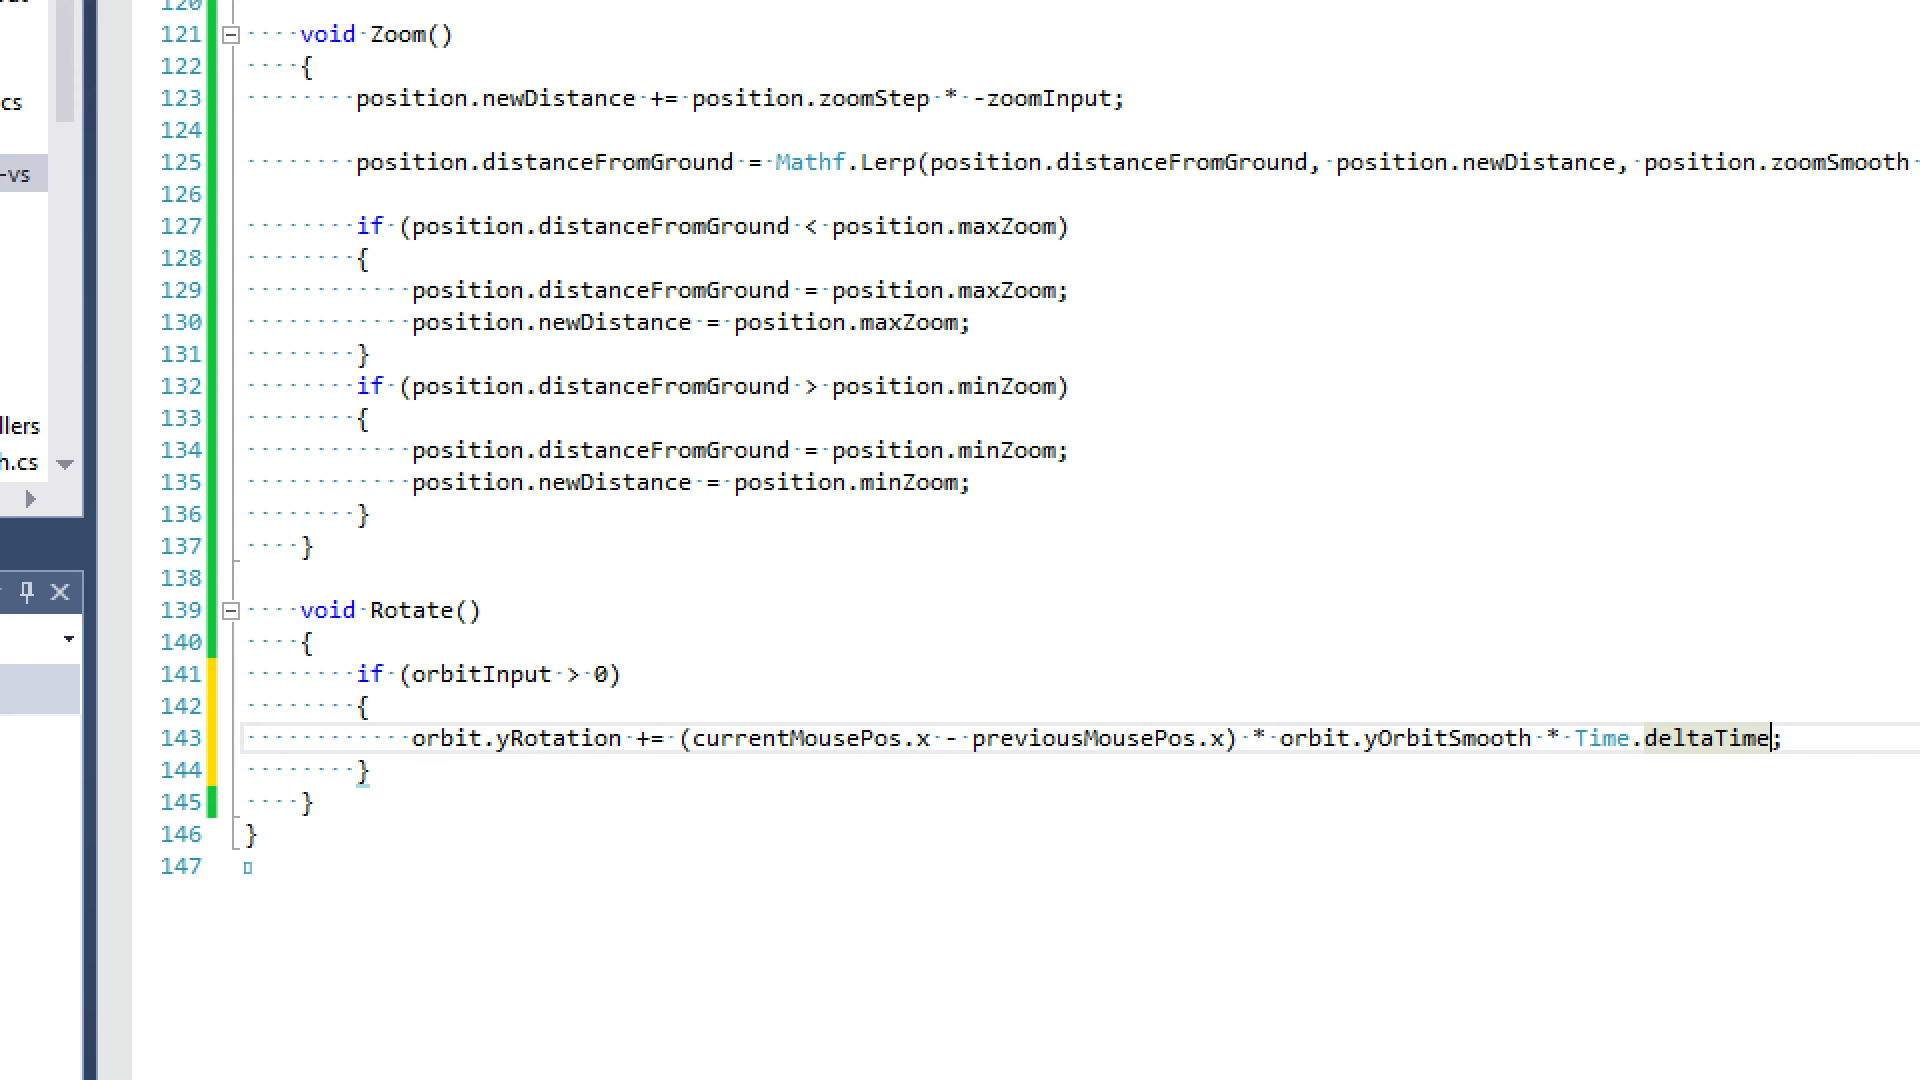 120
121 void Zoom()
122 {
123 position.newDistance += position.zoomStep * -zoomInput;
124
125 position.distanceFromGround = Mathf.Lerp(position.distanceFromGround, position.newDistance, position.zoomSmooth
126
127 if (position.distanceFromGround < position.maxZoom)
128 {
129 position.distanceFromGround = position.maxZoom;
130 position.newDistance = position.maxZoom;
131 }
132 if (position.distanceFromGround > position.minZoom)
133 {
134 position.distanceFromGround = position.minZoom;
135 position.newDistance = position.minZoom;
136 }
137 }
138
139 void Rotate()
140 {
141 if (orbitInput > 0)
142 {
143 orbit.yRotation += (currentMousePos.x - previousMousePos.x) * orbit.yOrbitSmooth * Time.deltaTime;
144 }
145 }
146 }
147
cs
-vs
llers
h.cs